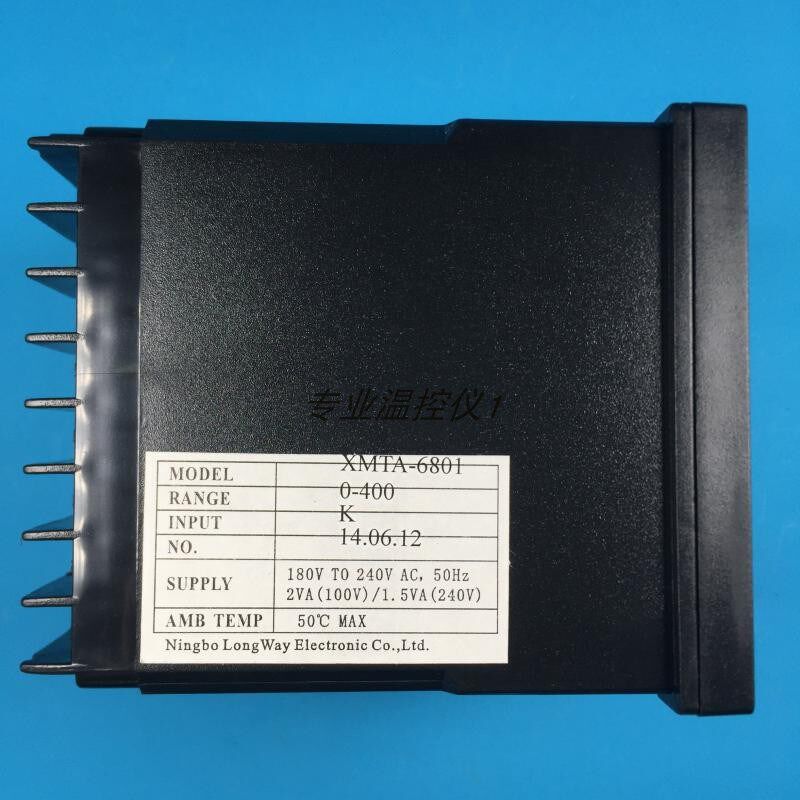 专业温控仪1
MODEL XMTA-6801
RANGE 0-400
INPUT K
NO. 14.06.12
SUPPLY 180V TO 240V AC, 50Hz
2VA(100V)/1.5VA(240V)
AMB TEMP 50℃ MAX
Ningbo LongWay Electronic Co.,Ltd.